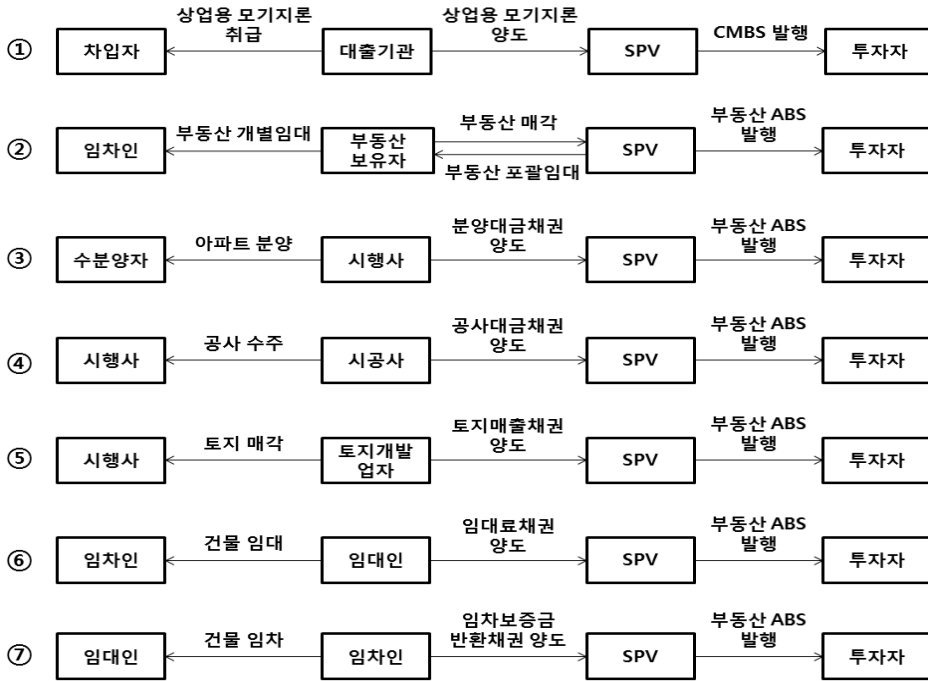 상업용 모기지론
취급
상업용 모기지론
양도
CMBS 발행
① 차입자 대출기관 SPV 투자자
부동산 개별임대
부동산 매각
부동산 ABS
발행
② 임차인 부동산
보유자
SPV 투자자
부동산 포괄임대
아파트 분양
분양대금채권
양도
부동산 ABS
발행
③ 수분양자 시행사 SPV 투자자
공사 수주
공사대금채권
양도
부동산 ABS
발행
④ 시행사 시공사 SPV 투자자
토지 매각
토지매출채권
양도
부동산 ABS
발행
⑤ 시행사 토지개발
업자
SPV 투자자
건물 임대
임대료채권
양도
부동산 ABS
발행
⑥ 임차인 임대인 SPV 투자자
건물 임차
임차보증금
반환채권 양도
부동산 ABS
발행
⑦ 임대인 임차인 SPV 투자자